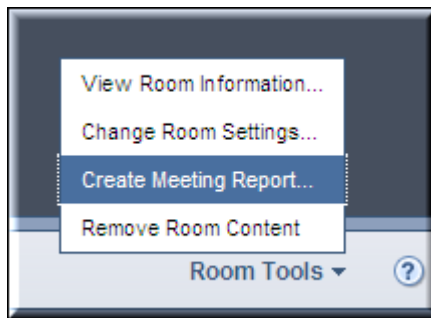 View Room Information...
Change Room Settings...
Create Meeting Report...
Remove Room Content
Room Tools ▾ ?